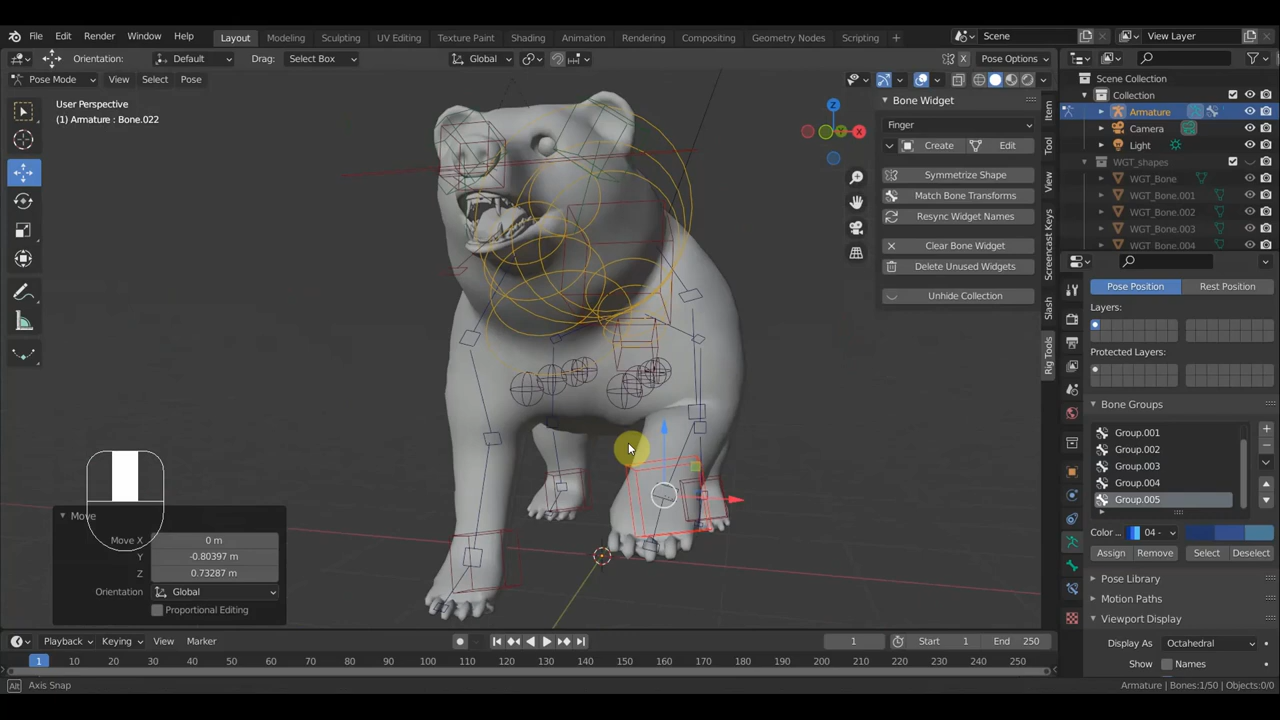 File Edit Render Window Help Layout Modeling Sculpting UV Editing Texture Paint Shading Animation Rendering Compositing Geometry Nodes Scripting + Scene View Layer
Orientation: Default Drag: Select Box Global X Pose Options
Pose Mode View Select Pose
User Perspective
(1) Armature : Bone.022
Z
X
Y
Bone Widget
Finger
Create Edit
Symmetrize Shape
Match Bone Transforms
Resync Widget Names
Clear Bone Widget
Delete Unused Widgets
Unhide Collection
Item
Tool
View
Screencast Keys
Slash
Rig Tools
Scene Collection
Collection
Armature
Camera
Light
WGT_shapes
WGT_Bone
WGT_Bone.001
WGT_Bone.002
WGT_Bone.003
WGT_Bone.004
Pose Position Rest Position
Layers:
Protected Layers:
Bone Groups
Group.001
Group.002
Group.003
Group.004
Group.005
Color ... 04 -
Assign Remove Select Deselect
Pose Library
Motion Paths
Viewport Display
Display As Octahedral
Show Names
Move
Move X 0 m
Y -0.80397 m
Z 0.73287 m
Orientation Global
Proportional Editing
Playback Keying View Marker 1 Start 1 End 250
1 10 20 30 40 50 60 70 80 90 100 110 120 130 140 150 160 170 180 190 200 210 220 230 240 250
Alt Axis Snap Armature | Bones:1/50 | Objects:0/0